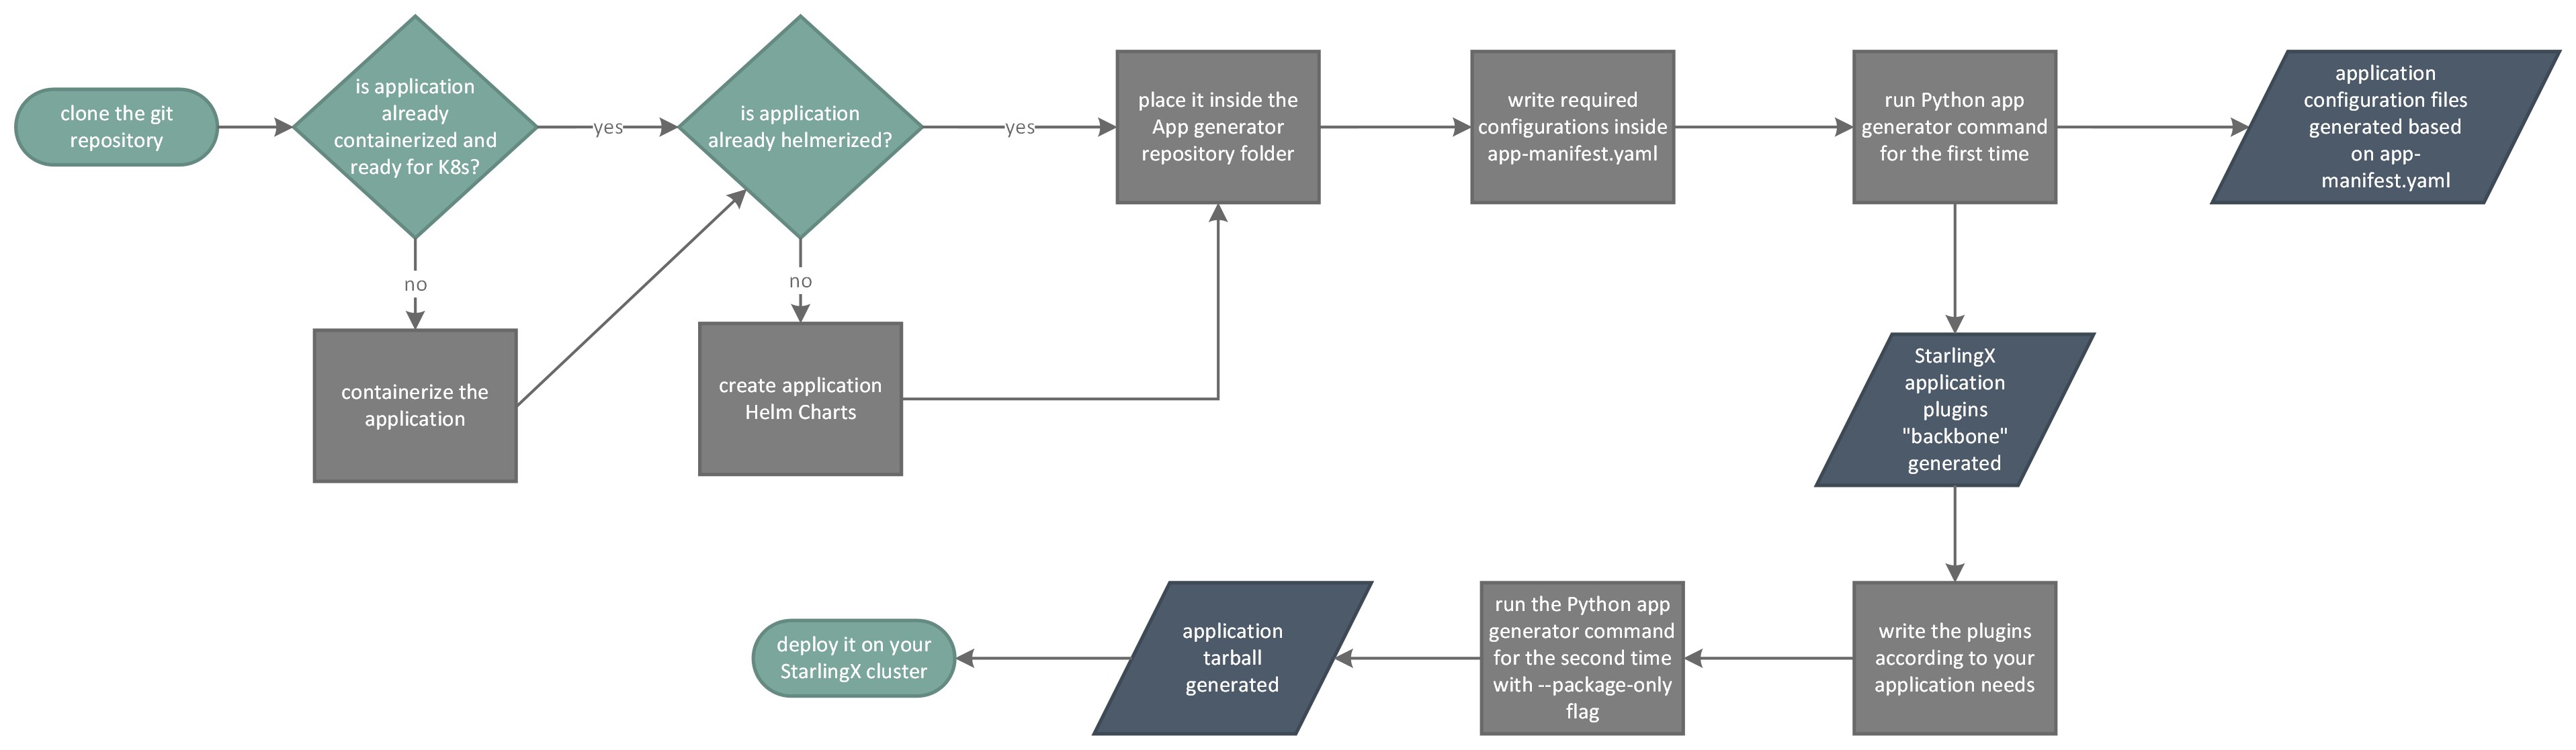 clone the git
repository
is application
already
containerized and
ready for K8s?
yes
no
containerize the
application
is application
already helmerized?
yes
no
create application
Helm Charts
place it inside the
App generator
repository folder
write required
configurations inside
app-manifest.yaml
run Python app
generator command
for the first time
application
configuration files
generated based
on app-
manifest.yaml
StarlingX
application
plugins
"backbone"
generated
write the plugins
according to your
application needs
run the Python app
generator command
for the second time
with --package-only
flag
application
tarball
generated
deploy it on your
StarlingX cluster